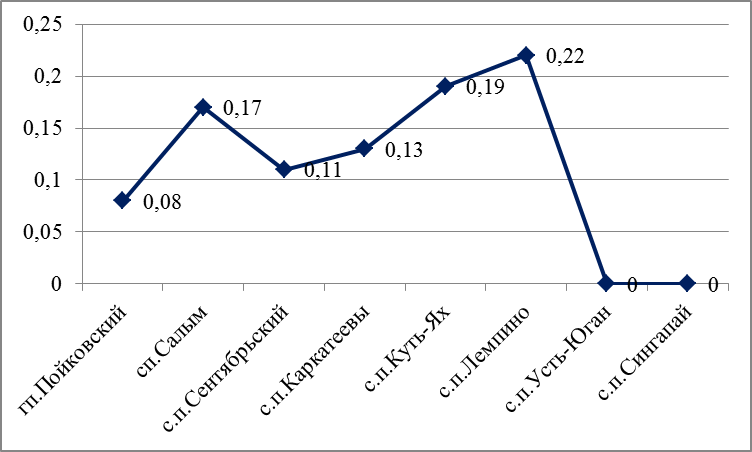 0,25
0,2
0,15
0,1
0,05
0
0,08
0,17
0,11
0,13
0,19
0,22
0
0
гп.Пойковский
сп.Салым
с.п.Сентябрьский
с.п.Каркатеевы
с.п.Куть-Ях
с.п.Лемпино
с.п.Усть-Юган
с.п.Сингапай